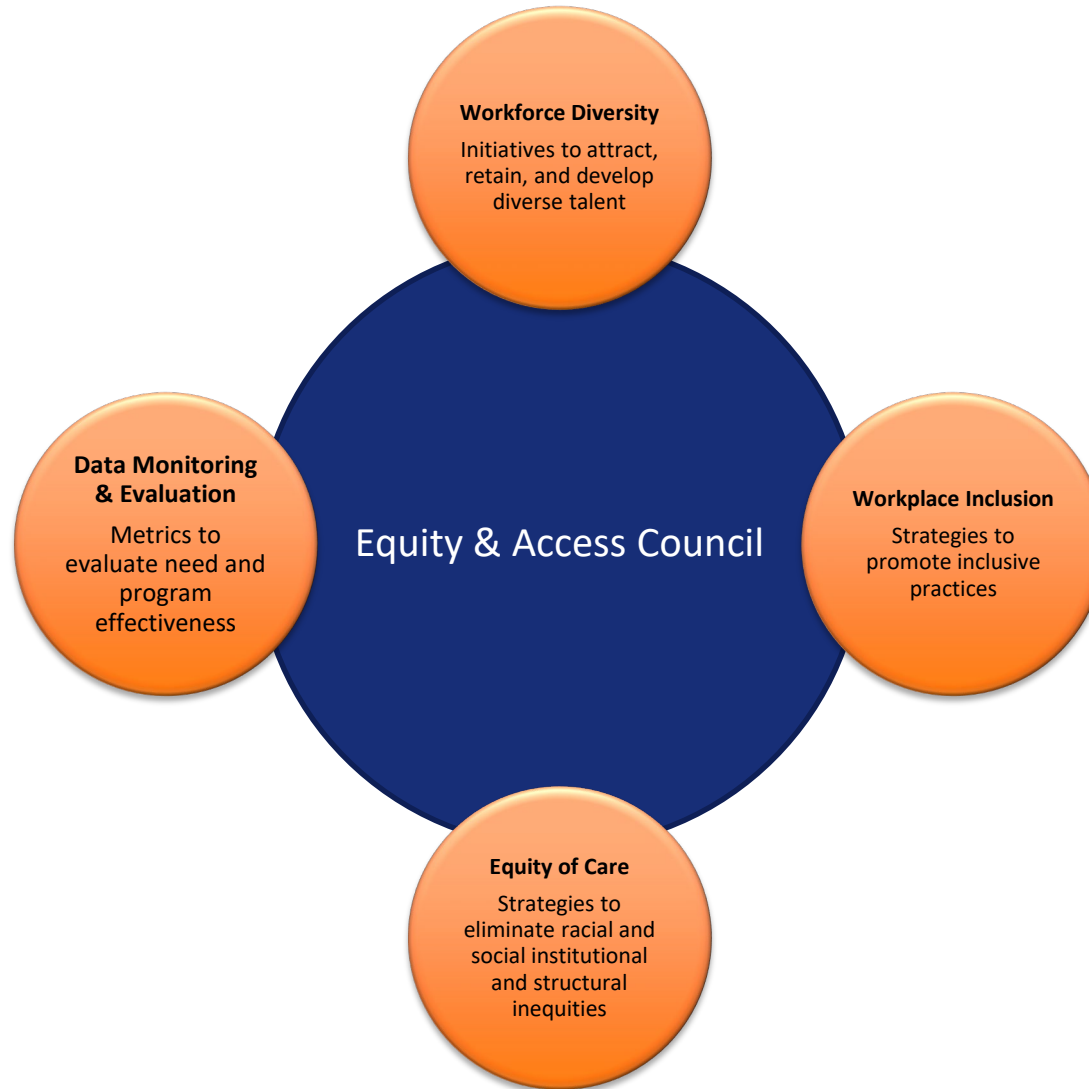 Workforce Diversity
Initiatives to attract,
retain, and develop
diverse talent
Data Monitoring
& Evaluation
Metrics to
evaluate need and
program
effectiveness
Equity & Access Council
Workplace Inclusion
Strategies to
promote inclusive
practices
Equity of Care
Strategies to
eliminate racial and
social institutional
and structural
inequities